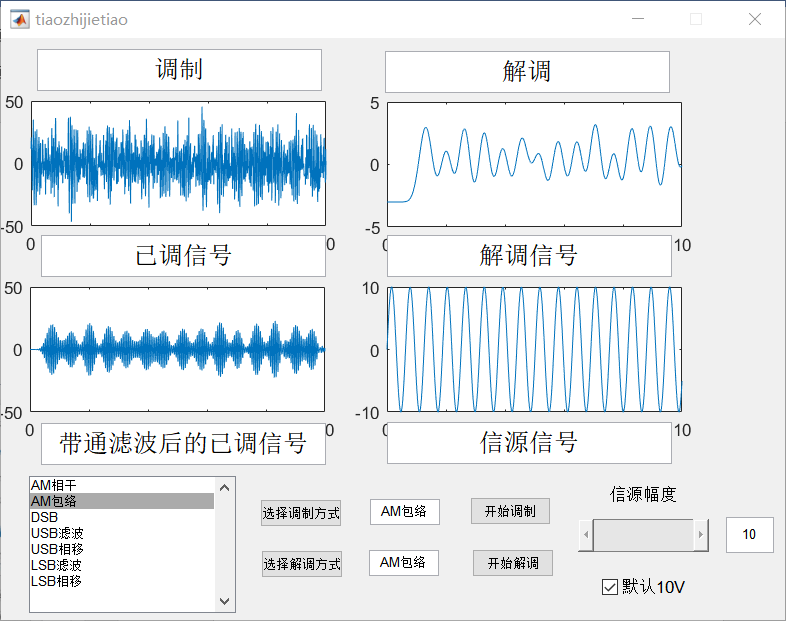 tiaozhijietiao
调制
解调
50
0
-50
0
0
5
0
-5
0
10
已调信号
解调信号
50
0
-50
0
0
10
0
-10
0
10
带通滤波后的已调信号
信源信号
AM相干
AM包络
DSB
USB滤波
USB相移
LSB滤波
LSB相移
选择调制方式
AM包络
开始调制
选择解调方式
AM包络
开始解调
信源幅度
10
默认10V